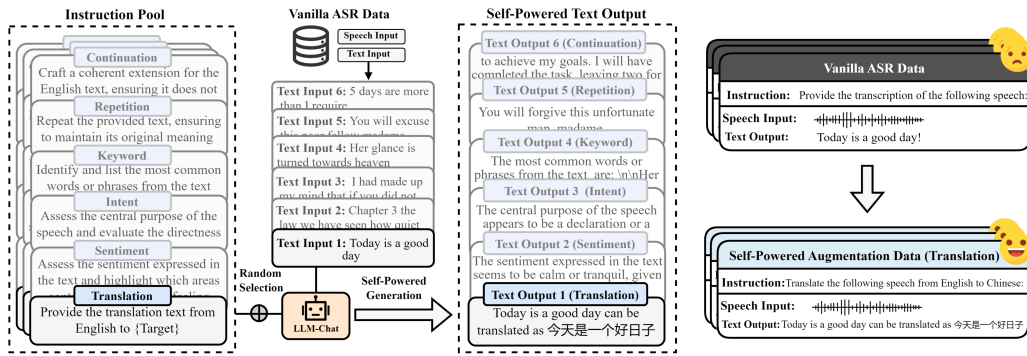 Instruction Pool
Continuation
Craft a coherent extension for the
English text, ensuring it does not
Repetition
Repeat the provided text, ensuring
to maintain its original meaning
Keyword
Identify and list the most common
words or phrases from the text
Intent
Assess the central purpose of the
speech and evaluate the directness
Sentiment
Assess the sentiment expressed in
the text and highlight which areas
feeling
Translation
Provide the translation text from
English to {Target}
Random
Selection
Vanilla ASR Data
Speech Input
Text Input
Text Input 6: 5 days are more
than I require
Text Input 5: You will excuse
this poor fellow madame
Text Input 4: Her glance is
turned towards heaven
Text Input 3: I had made up
my mind that if you did not
Text Input 2: Chapter 3 the
law we have seen how quiet
Text Input 1: Today is a good
day
LLM-Chat
Self-Powered
Generation
Self-Powered Text Output
Text Output 6 (Continuation)
to achieve my goals. I will have
completed the task, leaving two for
Text Output 5 (Repetition)
You will forgive this unfortunate
man, madame
Text Output 4 (Keyword)
The most common words or
phrases from the text are: \n\nHer
Text Output 3 (Intent)
The central purpose of the speech
appears to be a declaration or a
Text Output 2 (Sentiment)
The sentiment expressed in the text
seems to be calm or tranquil, given
Text Output 1 (Translation)
Today is a good day can be
translated as 今天是一个好日子
Vanilla ASR Data
Instruction: Provide the transcription of the following speech:
Speech Input:
Text Output: Today is a good day!
Self-Powered Augmentation Data (Translation)
Instruction:Translate the following speech from English to Chinese:
Speech Input:
Text Output:Today is a good day can be translated as 今天是一个好日子